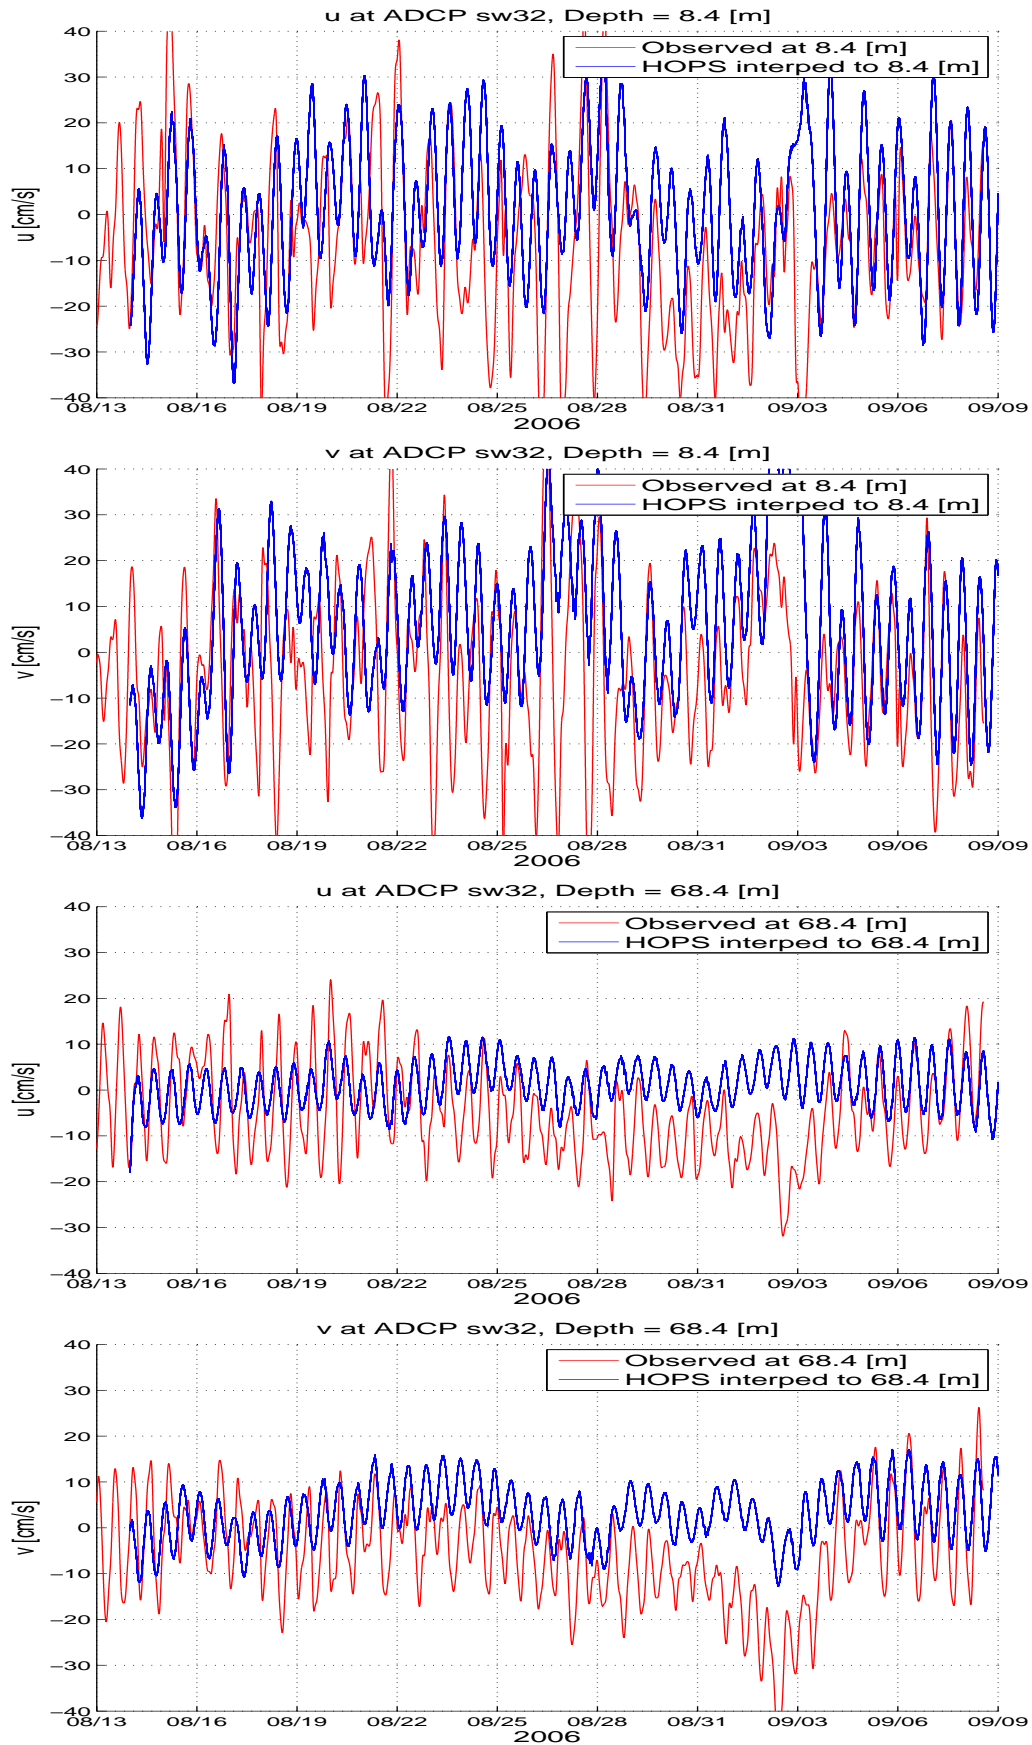 u at ADCP sw32, Depth = 8.4 [m]
40
30
20
10
0
−10
−20
−30
−40
u [cm/s]
Observed at 8.4 [m]
HOPS interped to 8.4 [m]
08/13 08/16 08/19 08/22 08/25 08/28 08/31 09/03 09/06 09/09
2006
v at ADCP sw32, Depth = 8.4 [m]
40
30
20
10
0
−10
−20
−30
−40
v [cm/s]
Observed at 8.4 [m]
HOPS interped to 8.4 [m]
08/13 08/16 08/19 08/22 08/25 08/28 08/31 09/03 09/06 09/09
2006
u at ADCP sw32, Depth = 68.4 [m]
40
30
20
10
0
−10
−20
−30
−40
u [cm/s]
Observed at 68.4 [m]
HOPS interped to 68.4 [m]
08/13 08/16 08/19 08/22 08/25 08/28 08/31 09/03 09/06 09/09
2006
v at ADCP sw32, Depth = 68.4 [m]
40
30
20
10
0
−10
−20
−30
−40
v [cm/s]
Observed at 68.4 [m]
HOPS interped to 68.4 [m]
08/13 08/16 08/19 08/22 08/25 08/28 08/31 09/03 09/06 09/09
2006